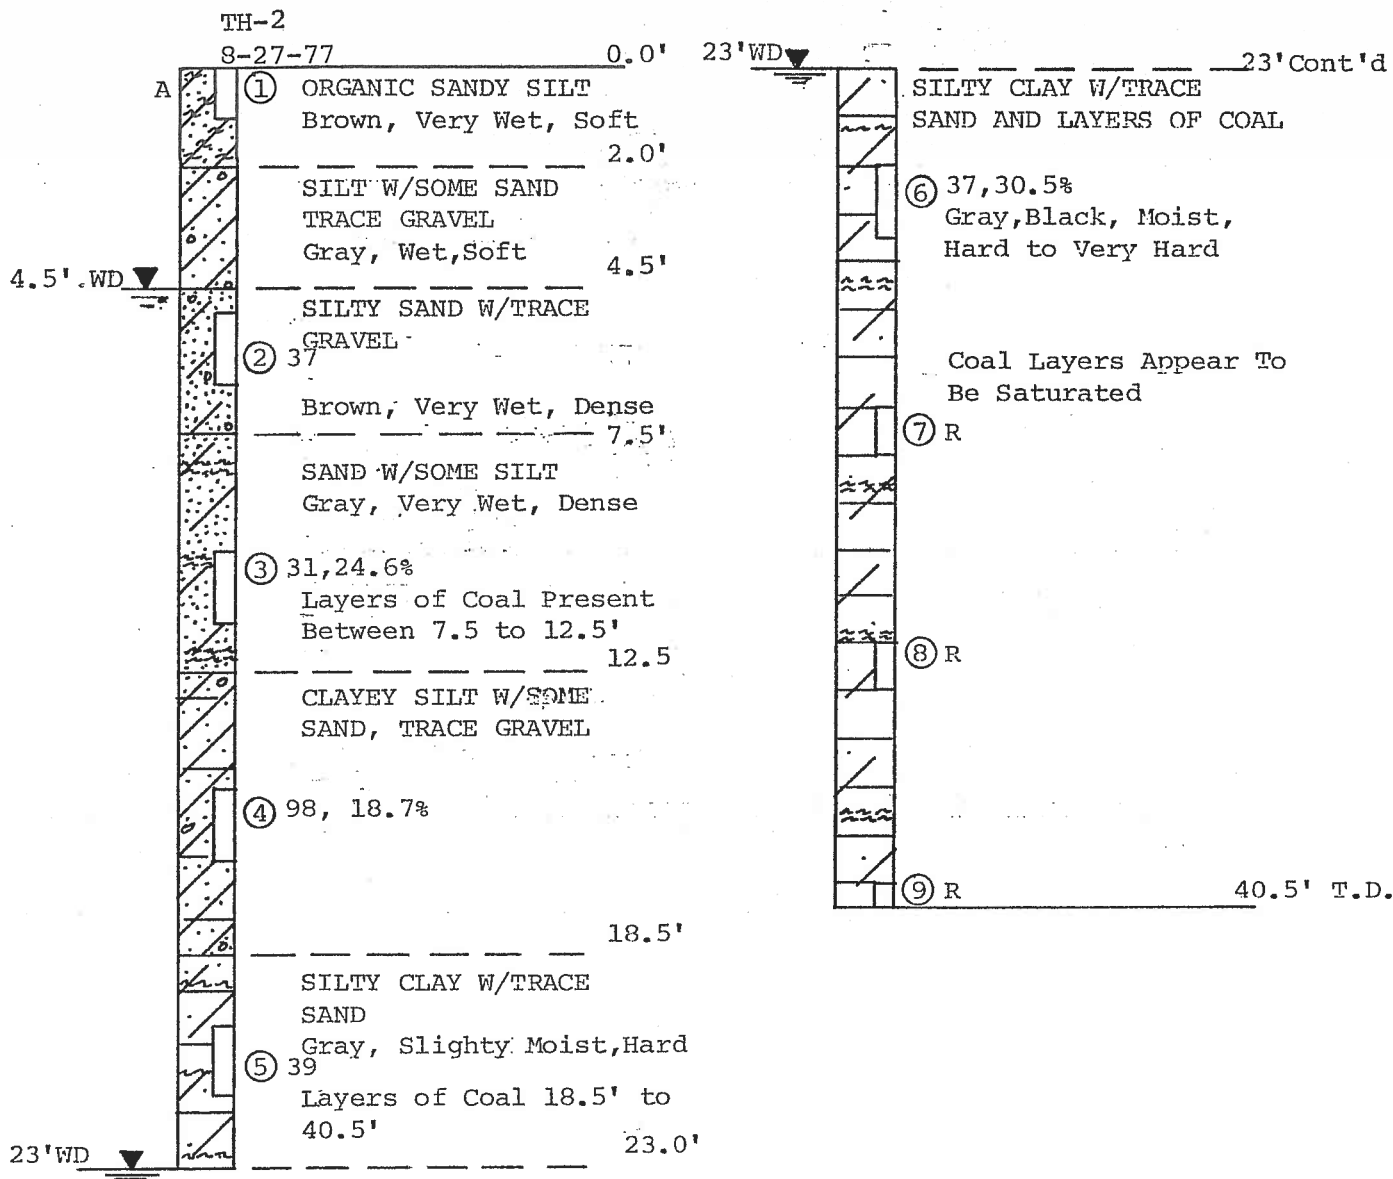 TH-2
8-27-77 0.0'
A ① ORGANIC SANDY SILT
Brown, Very Wet, Soft
2.0'
SILT W/SOME SAND
TRACE GRAVEL
Gray, Wet,Soft
4.5'
4.5' WD
SILTY SAND W/TRACE
GRAVEL
② 37
Brown, Very Wet, Dense
7.5'
SAND W/SOME SILT
Gray, Very Wet, Dense
③ 31,24.6%
Layers of Coal Present
Between 7.5 to 12.5'
12.5
CLAYEY SILT W/SOME
SAND, TRACE GRAVEL
④ 98, 18.7%
18.5'
SILTY CLAY W/TRACE
SAND
Gray, Slighty Moist,Hard
⑤ 39
Layers of Coal 18.5' to
40.5'
23.0'
23'WD
23'WD
23'Cont'd
SILTY CLAY W/TRACE
SAND AND LAYERS OF COAL
⑥ 37,30.5%
Gray,Black, Moist,
Hard to Very Hard
Coal Layers Appear To
Be Saturated
⑦ R
⑧ R
⑨ R 40.5' T.D.